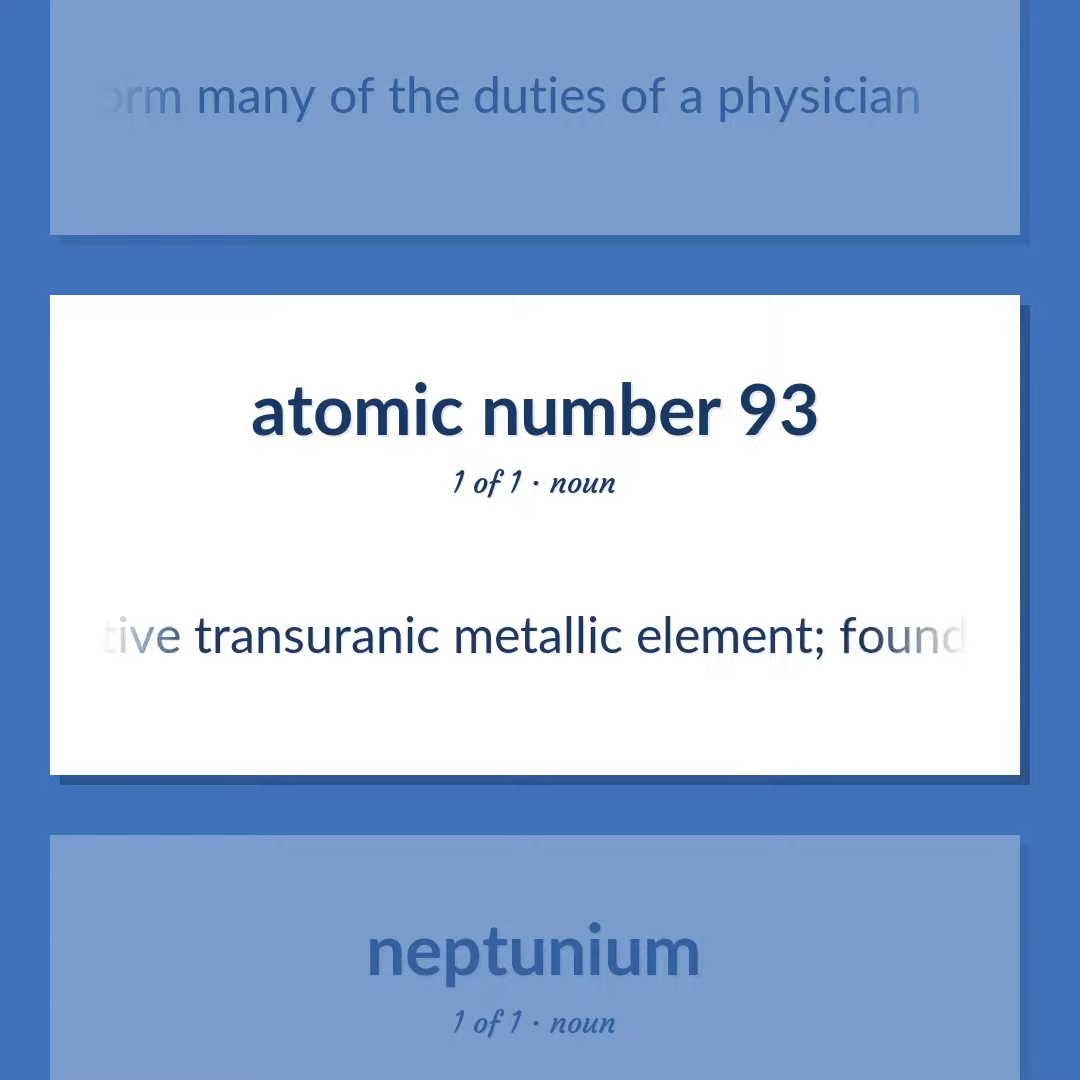 many of the duties of a physician
atomic number 93
1 of 1 · noun
transuranic metallic element; found
neptunium
1 of 1 · noun